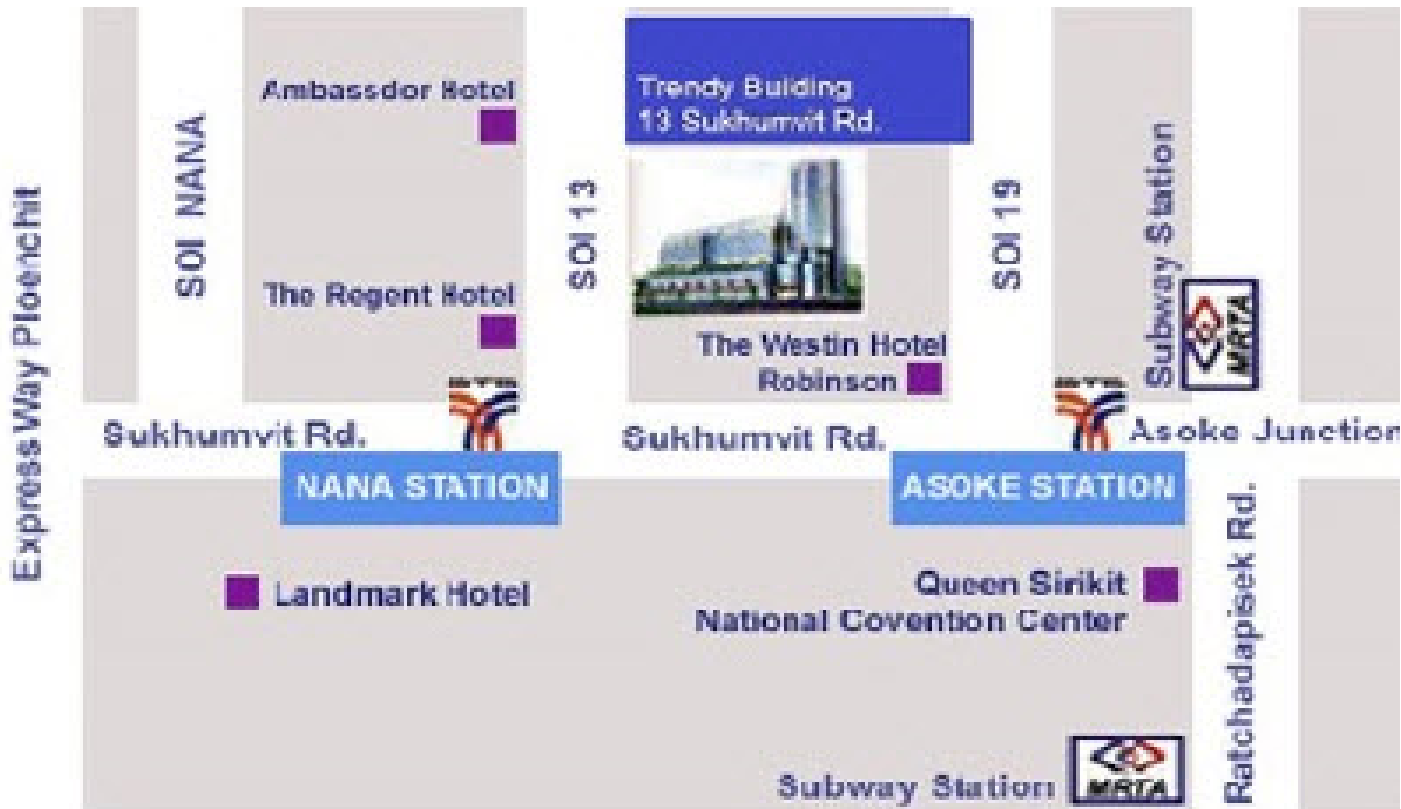 Ambassdor Hotel
Trendy Building
13 Sukhumvit Rd.
Express Way Ploenchit
SOI NANA
SOI 13
SOI 19
Subway Station
MRTA
The Regent Hotel
The Westin Hotel
Robinson
BTS
BTS
Sukhumvit Rd.
Sukhumvit Rd.
Asoke Junction
NANA STATION
ASOKE STATION
Landmark Hotel
Queen Sirikit
National Covention Center
Ratchadapisek Rd.
Subway Station
MRTA